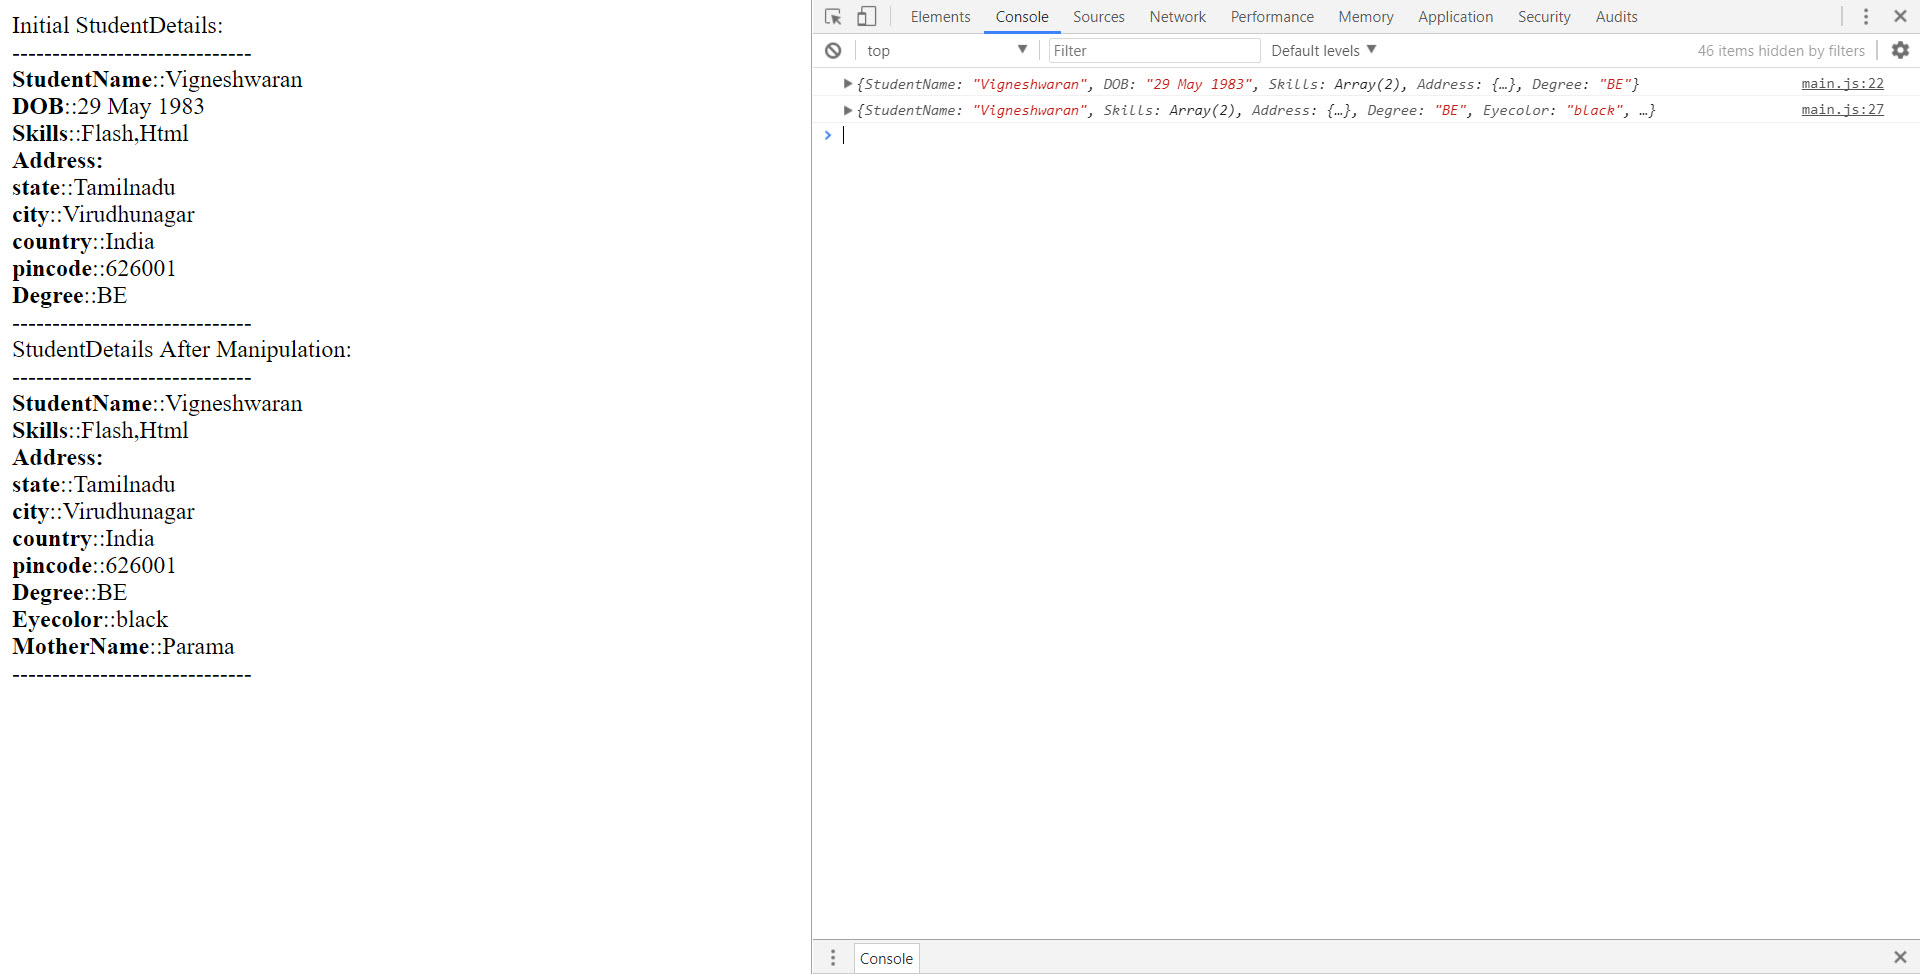 Initial StudentDetails:
------------------------------
StudentName::Vigneshwaran
DOB::29 May 1983
Skills::Flash,Html
Address:
state::Tamilnadu
city::Virudhunagar
country::India
pincode::626001
Degree::BE
------------------------------
StudentDetails After Manipulation:
------------------------------
StudentName::Vigneshwaran
Skills::Flash,Html
Address:
state::Tamilnadu
city::Virudhunagar
country::India
pincode::626001
Degree::BE
Eyecolor::black
MotherName::Parama
------------------------------
Elements Console Sources Network Performance Memory Application Security Audits
top Filter Default levels 46 items hidden by filters
{StudentName: "Vigneshwaran", DOB: "29 May 1983", Skills: Array(2), Address: {…}, Degree: "BE"} main.js:22
{StudentName: "Vigneshwaran", Skills: Array(2), Address: {…}, Degree: "BE", Eyecolor: "black", …} main.js:27
Console